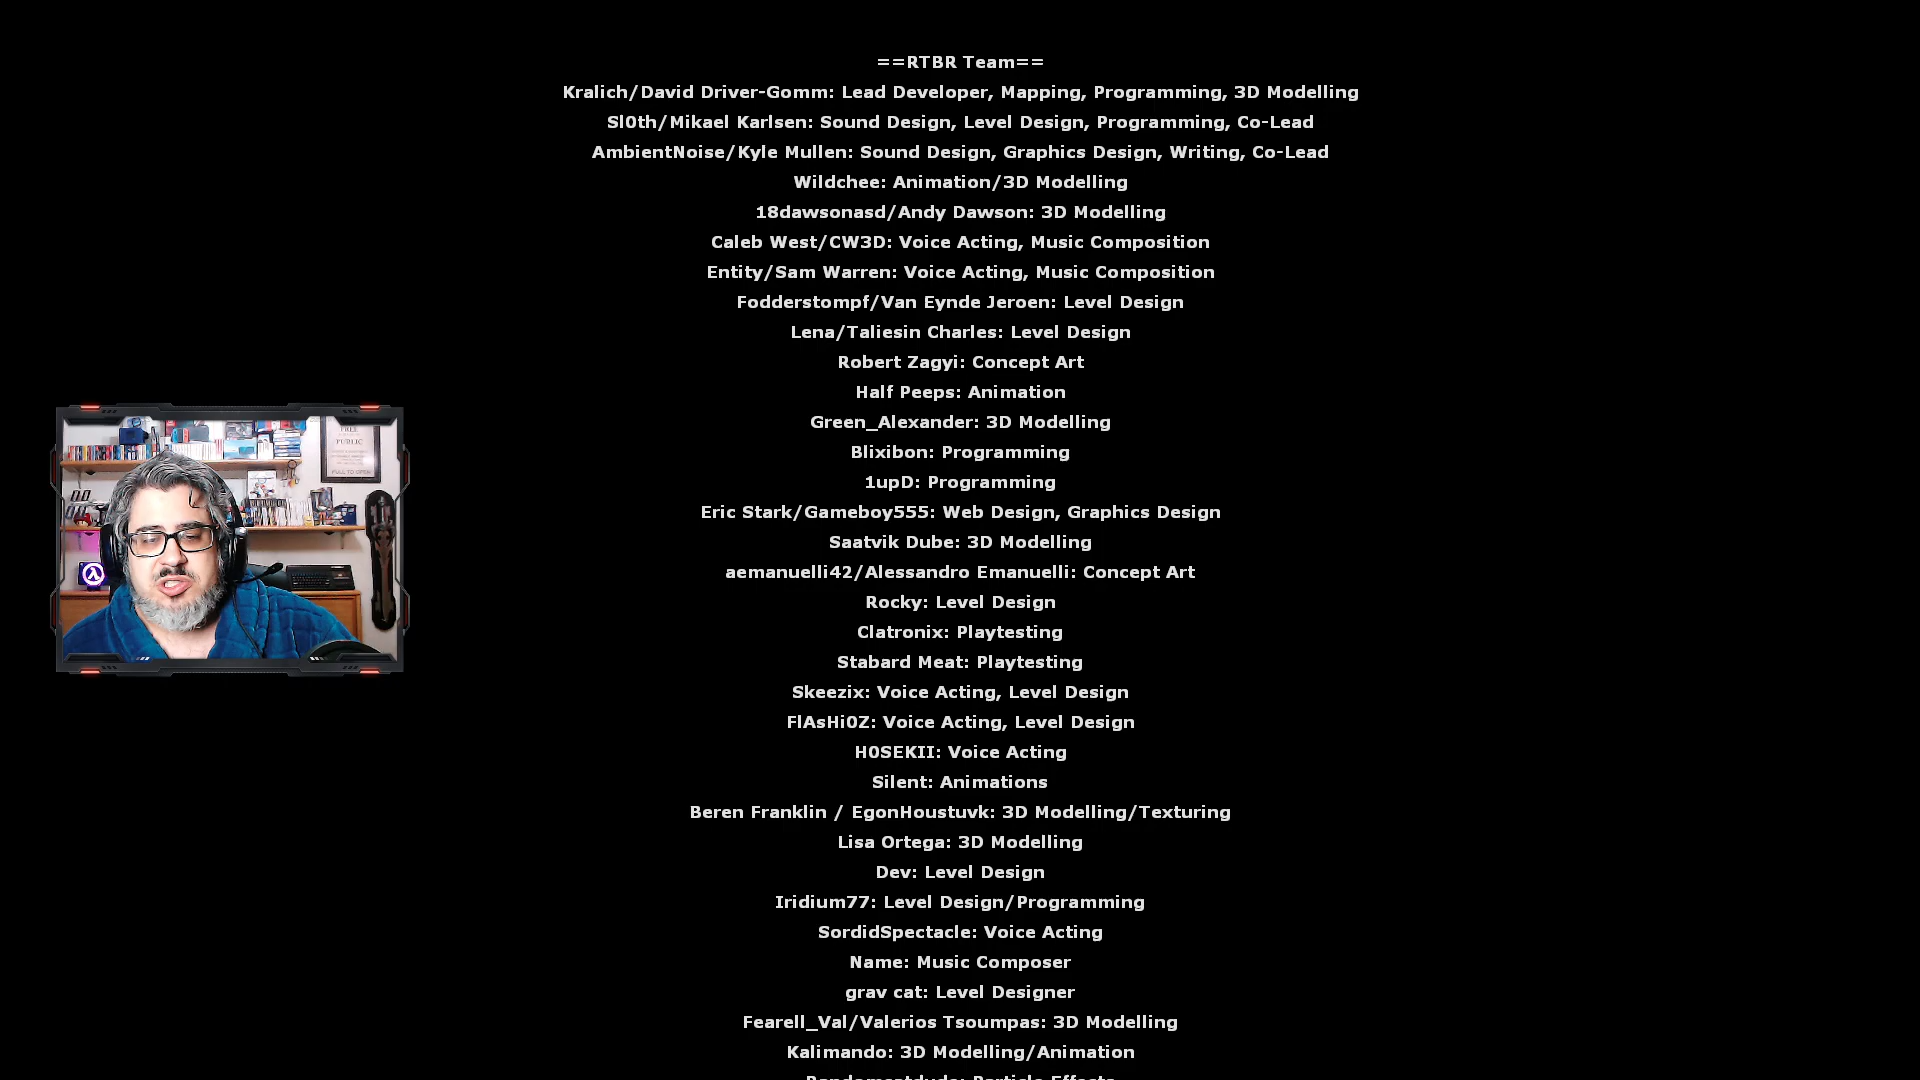 ==RTBR Team==
Kralich/David Driver-Gomm: Lead Developer, Mapping, Programming, 3D Modelling
Sl0th/Mikael Karlsen: Sound Design, Level Design, Programming, Co-Lead
AmbientNoise/Kyle Mullen: Sound Design, Graphics Design, Writing, Co-Lead
Wildchee: Animation/3D Modelling
18dawsonasd/Andy Dawson: 3D Modelling
Caleb West/CW3D: Voice Acting, Music Composition
Entity/Sam Warren: Voice Acting, Music Composition
Fodderstompf/Van Eynde Jeroen: Level Design
Lena/Taliesin Charles: Level Design
Robert Zagyi: Concept Art
Half Peeps: Animation
Green_Alexander: 3D Modelling
Blixibon: Programming
1upD: Programming
Eric Stark/Gameboy555: Web Design, Graphics Design
Saatvik Dube: 3D Modelling
aemanuelli42/Alessandro Emanuelli: Concept Art
Rocky: Level Design
Clatronix: Playtesting
Stabard Meat: Playtesting
Skeezix: Voice Acting, Level Design
FlAsHi0Z: Voice Acting, Level Design
H0SEKII: Voice Acting
Silent: Animations
Beren Franklin / EgonHoustuvk: 3D Modelling/Texturing
Lisa Ortega: 3D Modelling
Dev: Level Design
Iridium77: Level Design/Programming
SordidSpectacle: Voice Acting
Name: Music Composer
grav cat: Level Designer
Fearell_Val/Valerios Tsoumpas: 3D Modelling
Kalimando: 3D Modelling/Animation
Particle Effects
FREE
PUBLIC
PULL TO OPEN